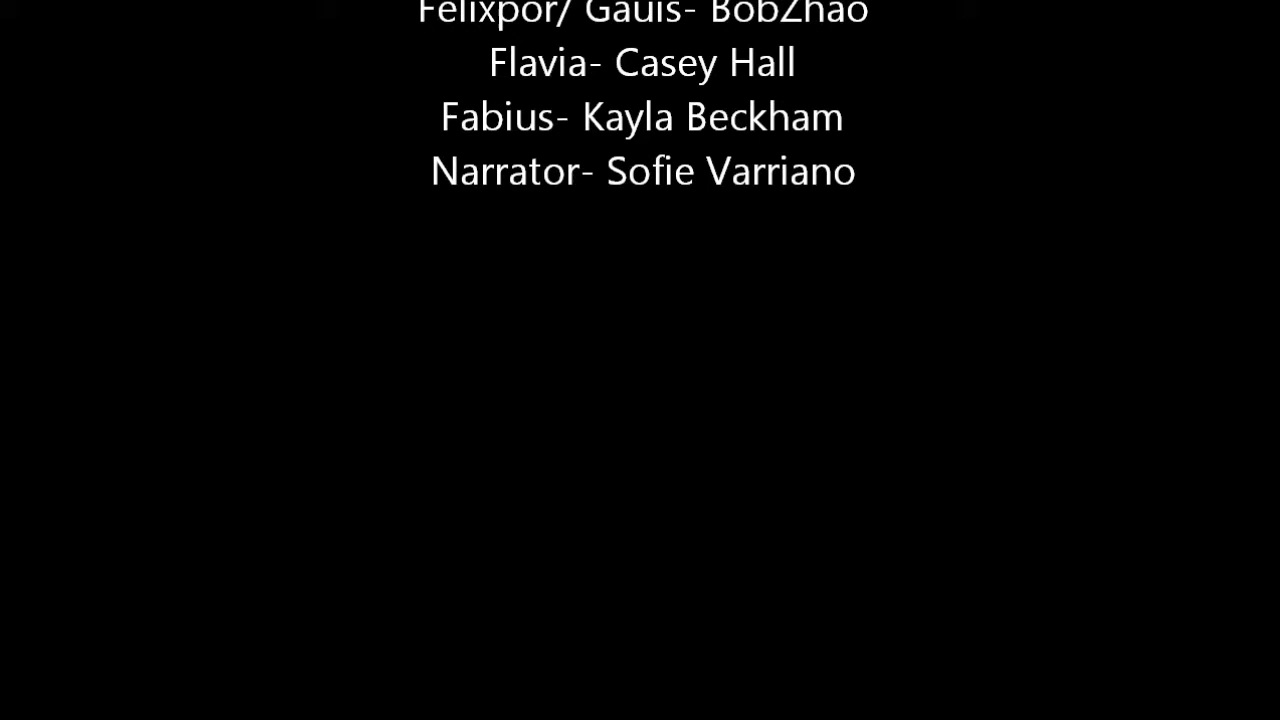 Felixpor/ Gauis- BobZhao
Flavia- Casey Hall
Fabius- Kayla Beckham
Narrator- Sofie Varriano